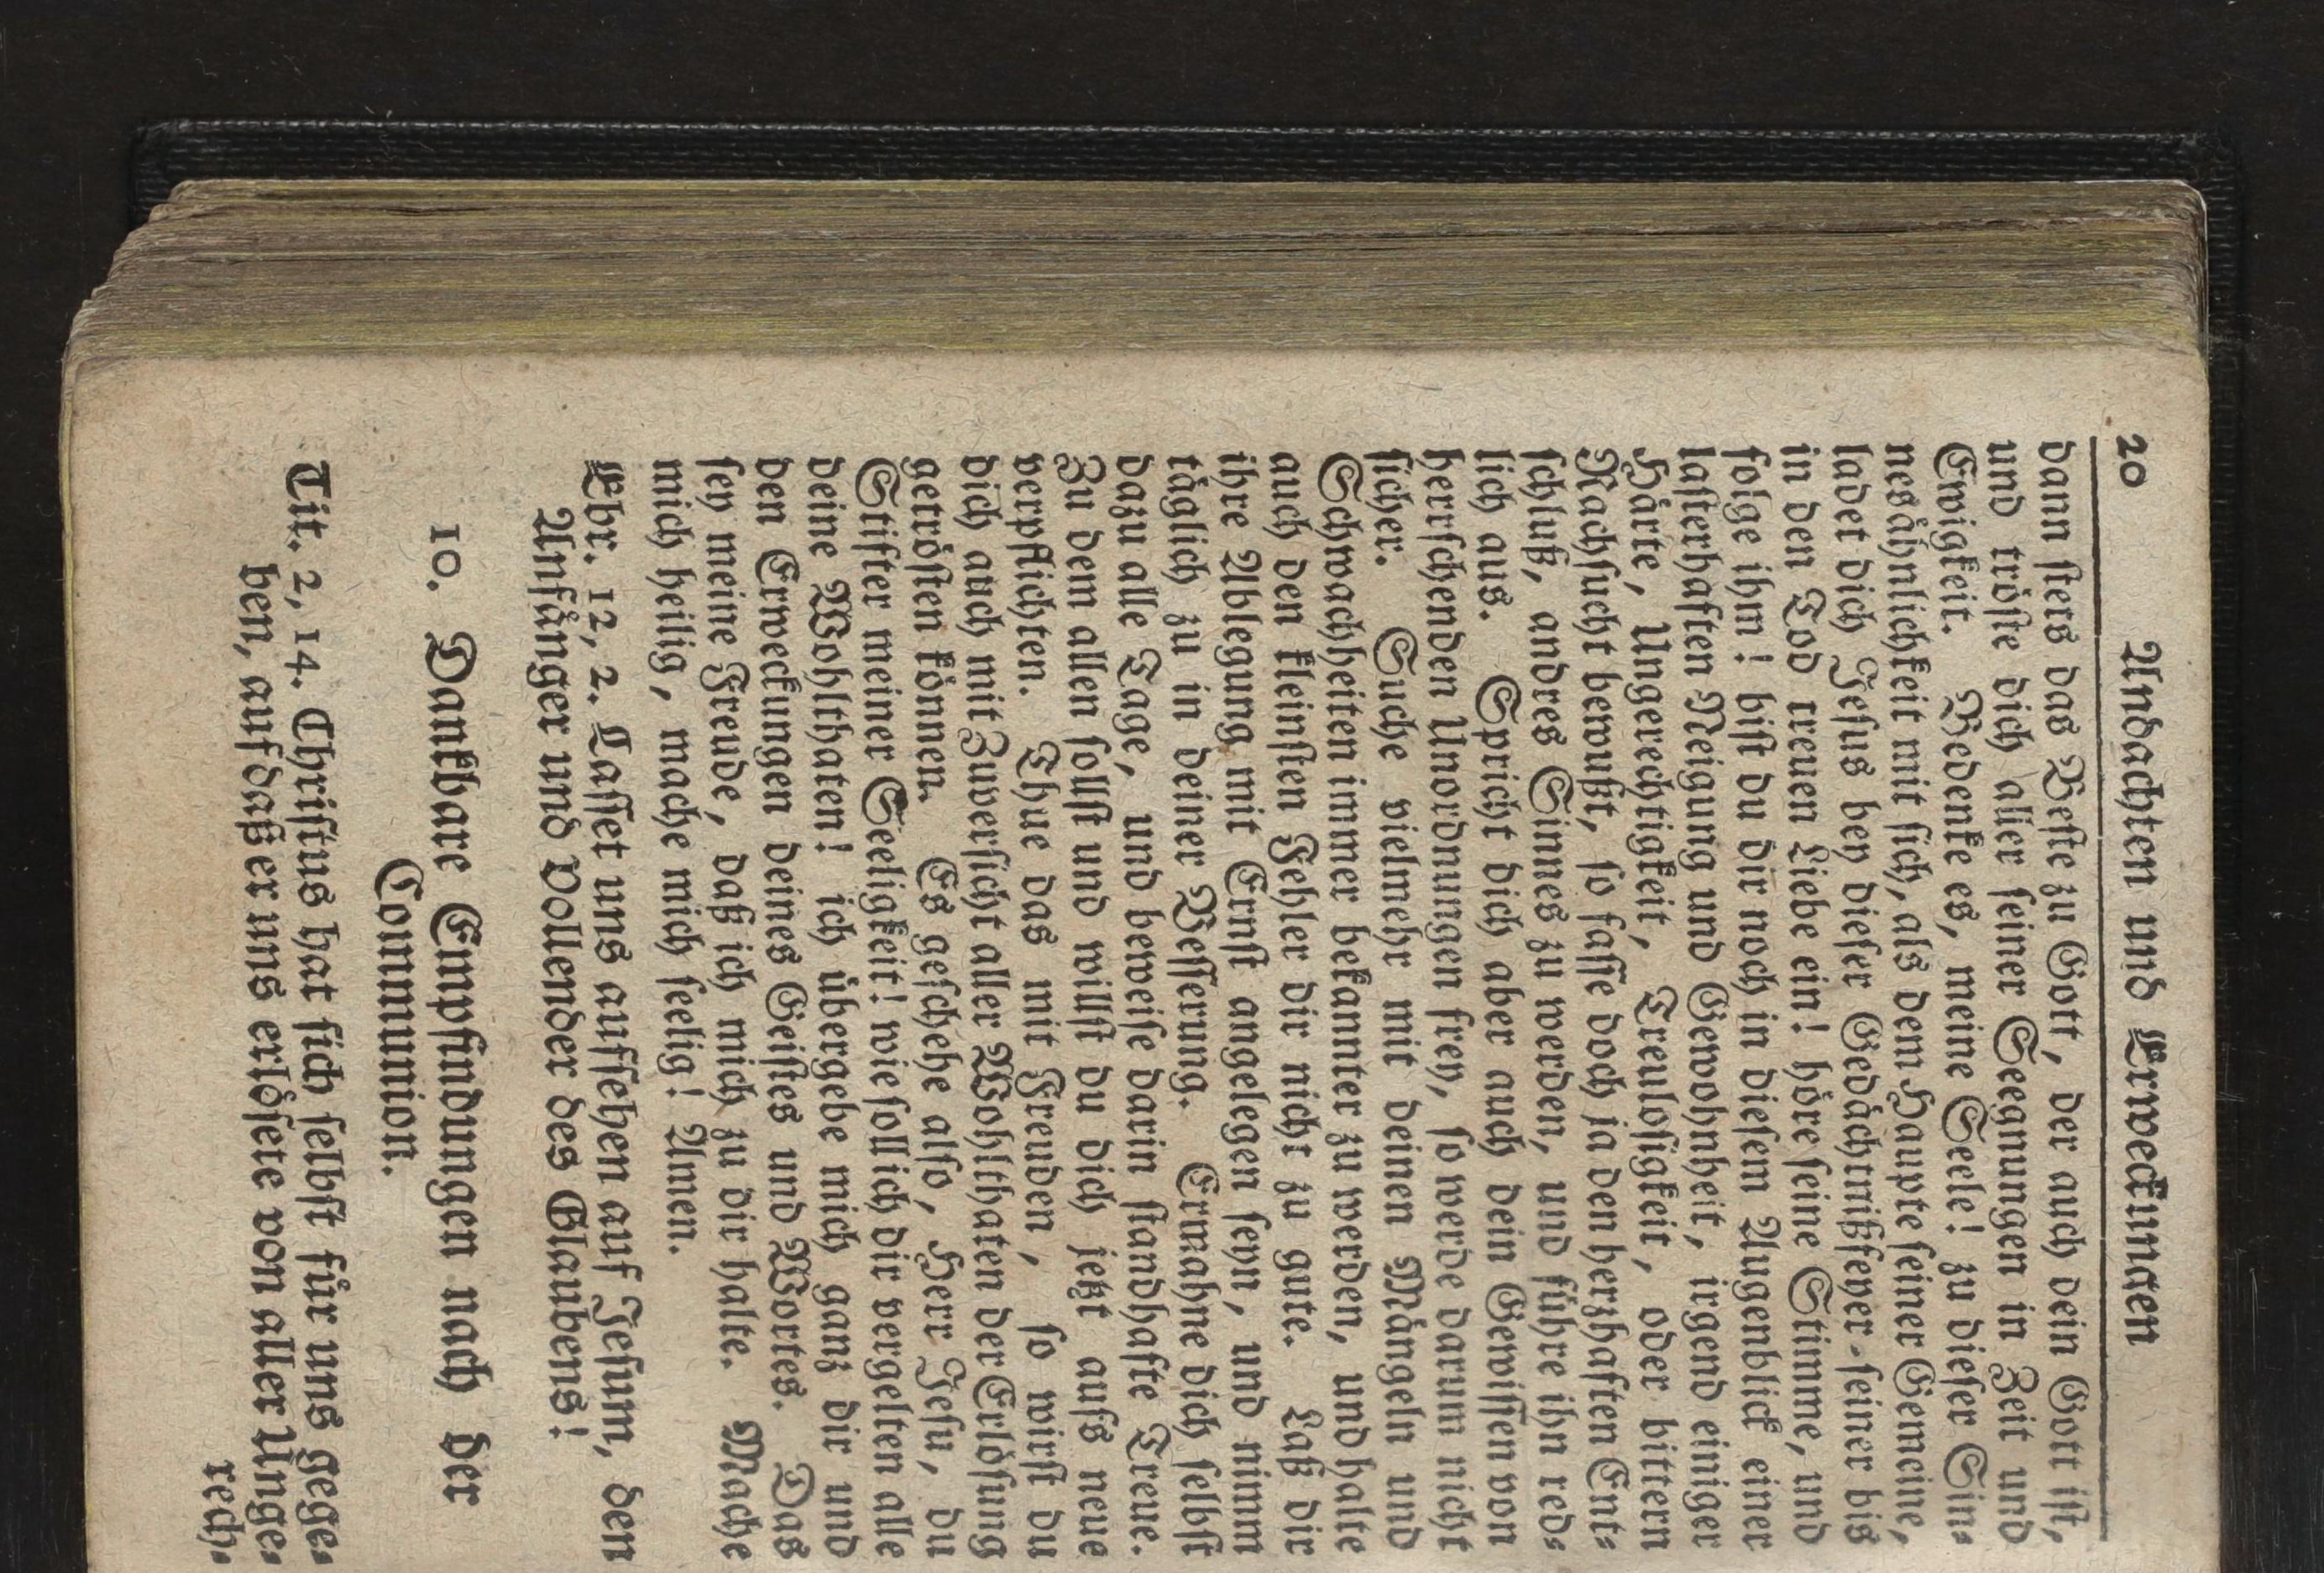 20 Andachten und Erweckungen
dann stets das Beste zu Gott, der auch dein Gott ist,
und tröste dich aller seiner Seegnungen in Zeit und
Ewigkeit. Bedenke es, meine Seele! zu dieser Ein⸗
nesähnlichkeit mit sich, als dem Haupte seiner Gemeine,
ladet dich Jesus bey dieser Gedächtnißfeyer⸗seiner bis
in den Tod treuen Liebe ein! höre seine Stimme, und
folge ihm! bist du dir noch in diesem Augenblick einer
lasterhaften Neigung und Gewohnheit, irgend einiger
Härte, Ungerechtigkeit, Treulosigkeit, oder bittern
Rachsucht bewußt, so fasse doch ja den herzhaften Ent⸗
schluß, andres Sinnes zu werden, und führe ihn red⸗
lich aus. Spricht dich aber auch dein Gewissen von
herrschenden Unordnungen frey, so werde darum nicht
sicher. Suche vielmehr mit deinen Mängeln und
Schwachheiten immer bekannter zu werden, und halte
auch den kleinsten Fehler dir nicht zu gute. Laß dir
ihre Ablegung mit Ernst angelegen seyn, und nimm
täglich zu in deiner Besserung. Ermahne dich selbst
dazu alle Tage, und beweise darin standhafte Treue.
Zu dem allen sollst und willst du dich jetzt aufs neue
verpflichten. Thue das mit Freuden, so wirst du
dich auch mit Zuversicht aller Wohlthaten der Erlösung
getrösten können. Es geschehe also, Herr Jesu, du
Stifter meiner Seeligkeit! wie soll ich dir vergelten alle
deine Wohlthaten! ich übergebe mich ganz dir und
den Erweckungen deines Geistes und Wortes. Das
sey meine Freude, daß ich mich zu dir halte. Mache
mich heilig, mache mich seelig! Amen.
Ebr. 12, 2. Lasset uns aufsehen auf Jesum, den
Anfänger und Vollender des Glaubens!
10. Dankbare Empfindungen nach der
Communion.
Tit. 2, 14. Christus hat sich selbst für uns gege⸗
ben, auf daß er uns erlösete von aller Unge⸗
rech⸗